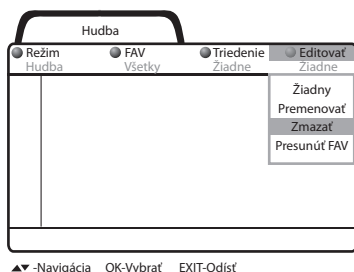 Hudba
Režim FAV Triedenie Editovať
Hudba Všetky Žiadne Žiadne
Žiadny
Premenovať
Zmazať
Presunúť FAV
▲▼ -Navigácia OK-Vybrať EXIT-Odísť